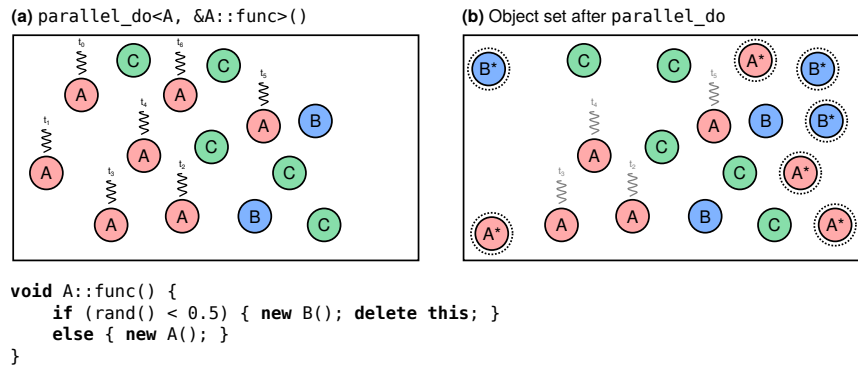 (a) parallel_do<A, &A::func>()
t₀ t₆
C C
A A
t₅
t₄
t₁
A B
C
A
A C
t₃ t₂
A A B C
(b) Object set after parallel_do
B* C C A* B*
t₅
t₄
A B B*
C
A
C A*
t₃ t₂
A* A A B C A*
void A::func() {
    if (rand() < 0.5) { new B(); delete this; }
    else { new A(); }
}